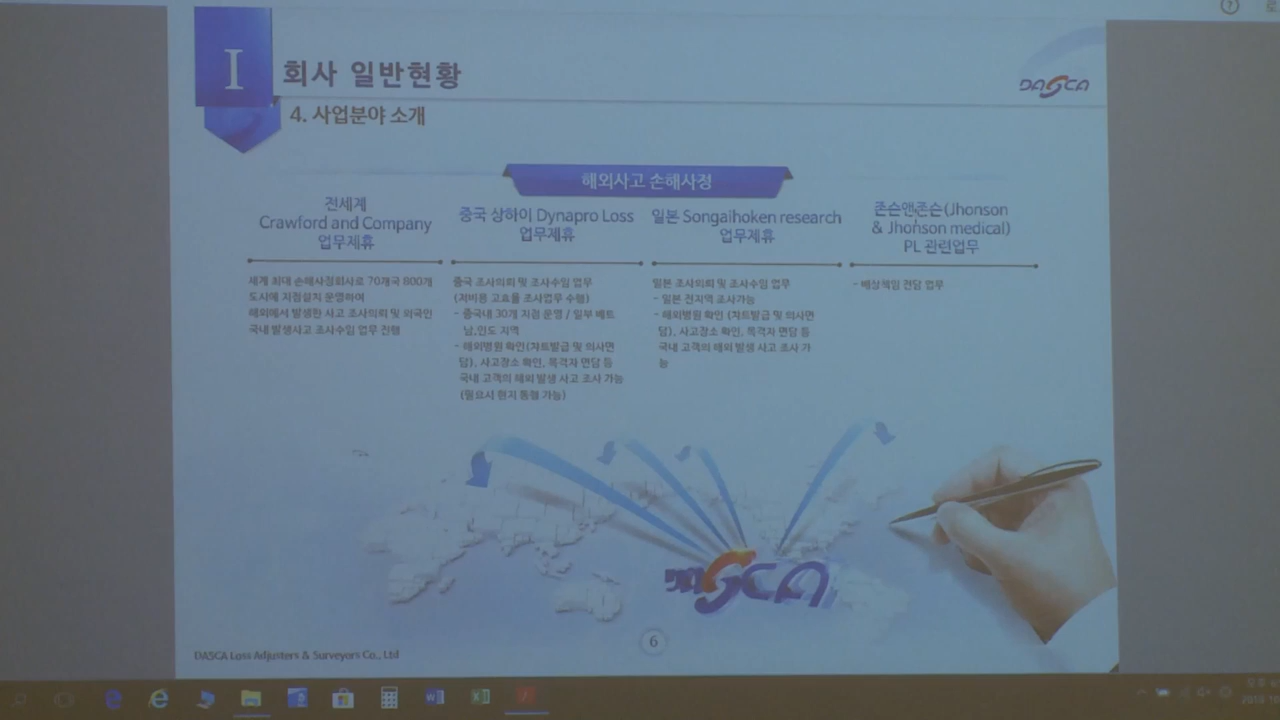 I
회사 일반현황
DASCA
4. 사업분야 소개
해외사고 손해사정
전세계
Crawford and Company
업무제휴
세계 최대 손해사정회사로 70개국 800개
도시에 지점설치 운영하여
해외에서 발생한 사고 조사의뢰 및 외국인
국내 발생사고 조사수임 업무 진행
중국 상하이 Dynapro Loss
업무제휴
중국 조사의뢰 및 조사수임 업무
(저비용 고효율 조사업무 수행)
- 중국내 30개 지점 운영 / 일부 베트
남,인도 지역
- 해외병원 확인(차트발급 및 의사면
담), 사고장소 확인, 목격자 면담 등
국내 고객의 해외 발생 사고 조사 가능
(필요시 현지 통행 가능)
일본 Songaihoken research
업무제휴
일본 조사의뢰 및 조사수임 업무
- 일본 전지역 조사가능
- 해외병원 확인 (차트발급 및 의사면
담), 사고장소 확인, 목격자 면담 등
국내 고객의 해외 발생 사고 조사 가
능
존슨앤존슨(Jhonson
& Jhonson medical)
PL 관련업무
- 배상책임 전담 업무
DASCA
6
DASCA Loss Adjusters & Surveyors Co., Ltd